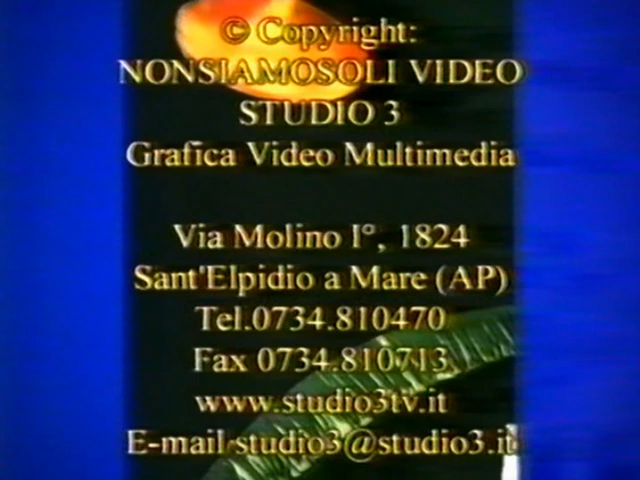 © Copyright:
NONSIAMOSOLI VIDEO
STUDIO 3
Grafica Video Multimedia
Via Molino I°, 1824
Sant'Elpidio a Mare (AP)
Tel.0734.810470
Fax 0734.810713
www.studio3tv.it
E-mail studio3@studio3.it